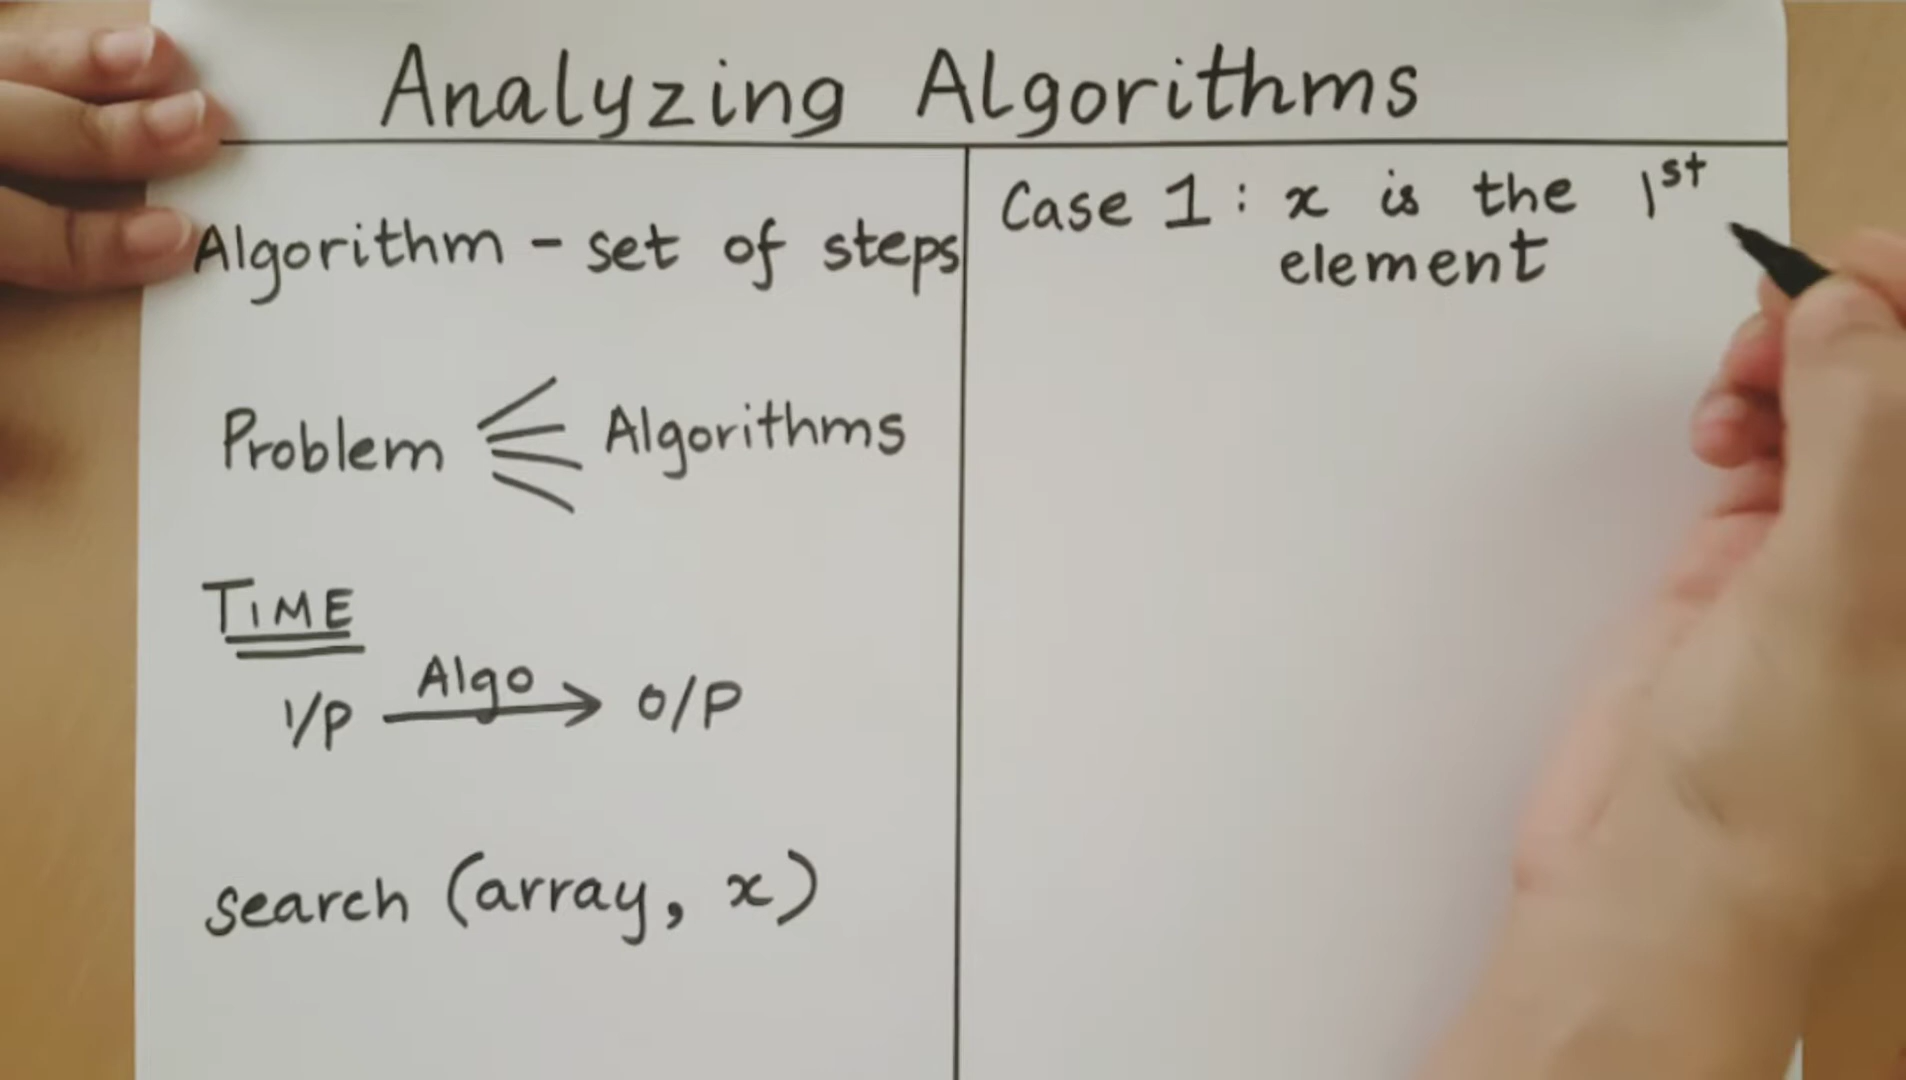 Analyzing Algorithms
Algorithm - set of steps
Problem Algorithms
TIME
I/P Algo O/P
search (array, x)
Case 1: x is the 1st
element